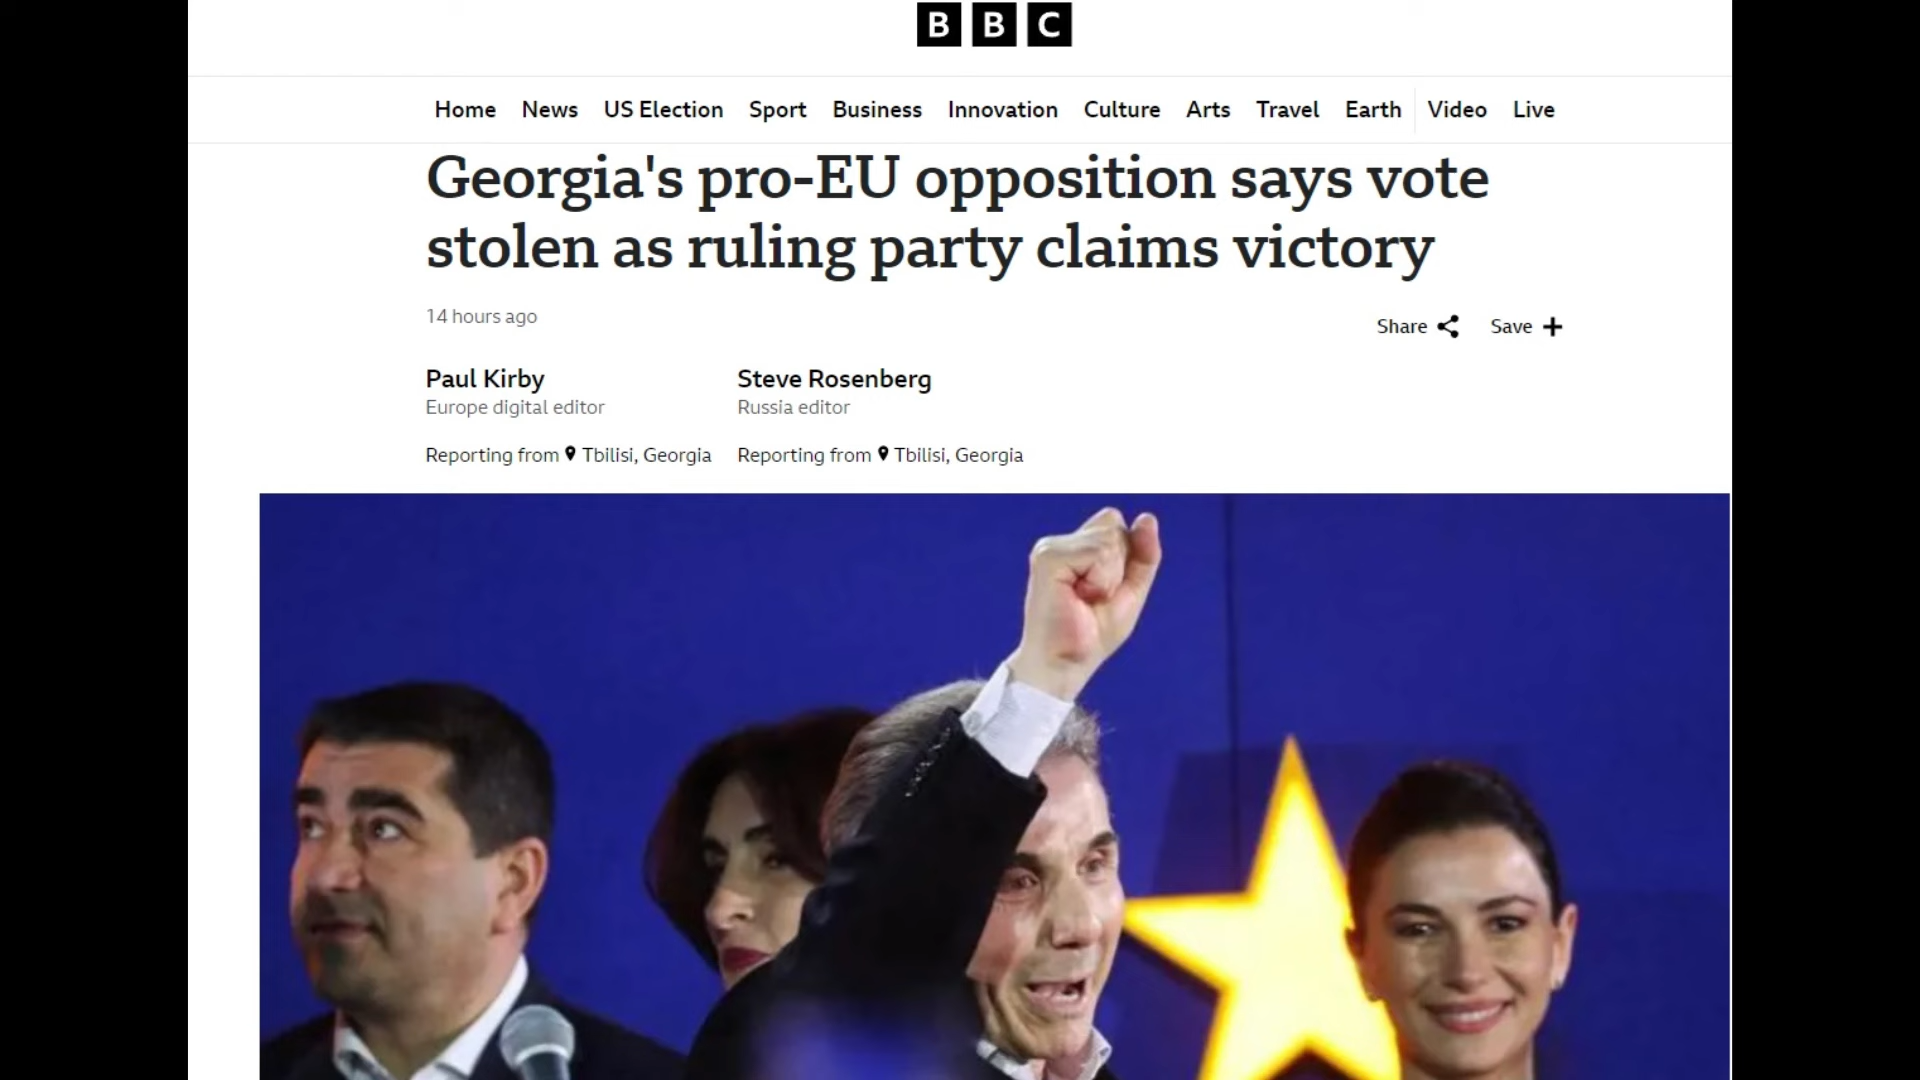 BBC
Home News US Election Sport Business Innovation Culture Arts Travel Earth Video Live
Georgia's pro-EU opposition says vote
stolen as ruling party claims victory
14 hours ago
Share Save
Paul Kirby Steve Rosenberg
Europe digital editor Russia editor
Reporting from Tbilisi, Georgia Reporting from Tbilisi, Georgia